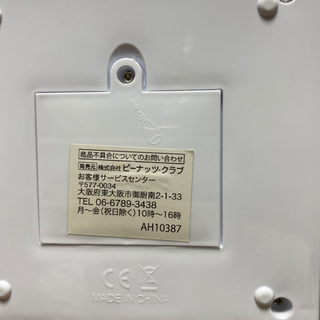 商品不具合についてのお問い合わせ
発売元 株式会社 ピーナッツ・クラブ
お客様サービスセンター
〒577-0034
大阪府東大阪市御厨南2-1-33
TEL 06-6789-3438
月～金(祝日除く)10時～16時
AH10387
CE
MADE IN CHINA